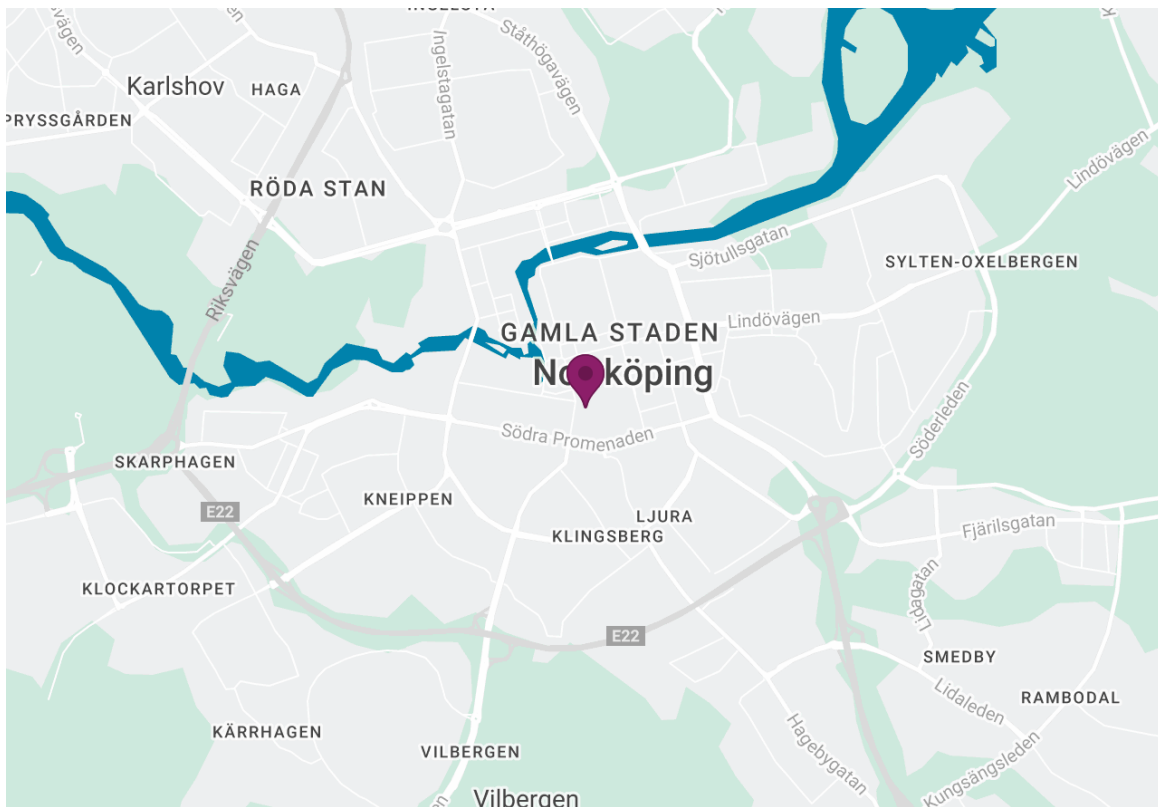 Ståthögavägen
Ingelstagatan
Karlshov
HAGA
PRYSSGÅRDEN
RÖDA STAN
Lindövägen
Riksvägen
Sjötullsgatan
SYLTEN-OXELBERGEN
Lindövägen
GAMLA STADEN
Söderleden
Södra Promenaden
SKARPHAGEN
KNEIPPEN
E22
LJURA
KLINGSBERG
Fjärilsgatan
KLOCKARTORPET
Lidagatan
E22
SMEDBY
Lidaleden
RAMBODAL
KÄRRHAGEN
VILBERGEN
Hagebygatan
Kungsängsleden
Vilbergen